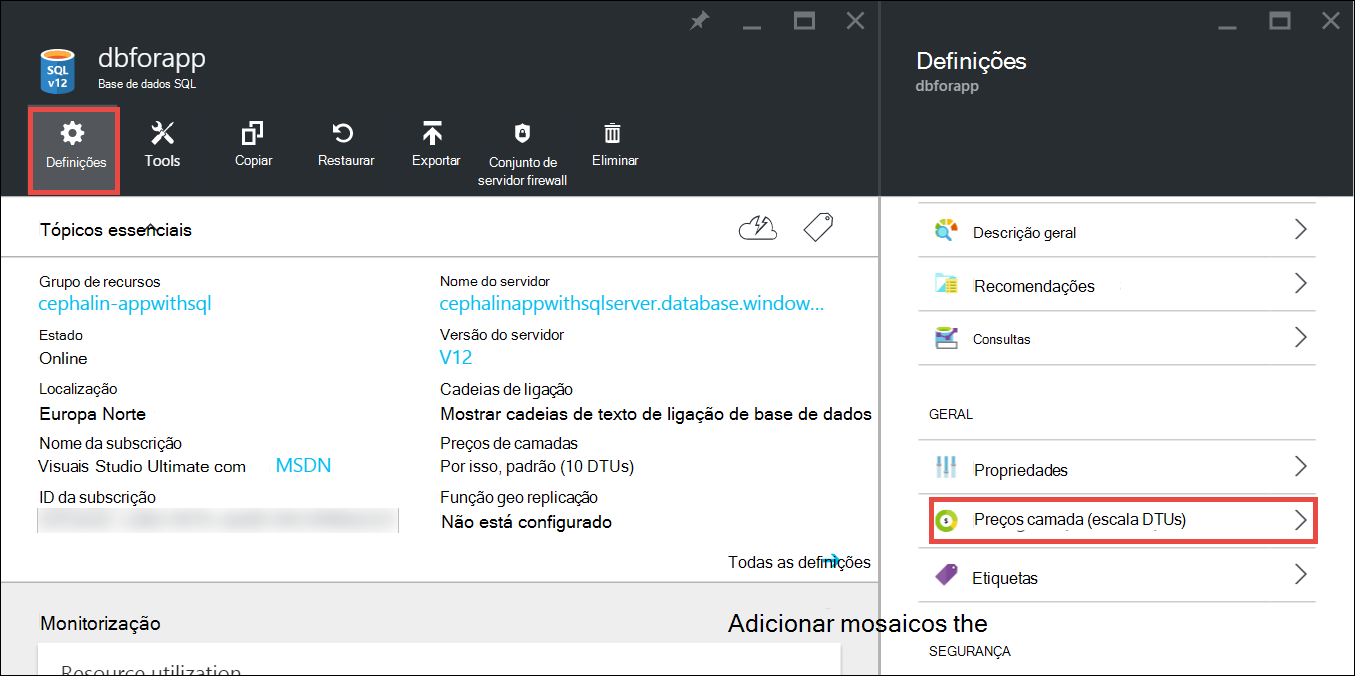 dbforapp
Base de dados SQL
SQL
v12
Definições
Tools
Copiar
Restaurar
Exportar
Conjunto de
servidor firewall
Eliminar
Tópicos essenciais
Grupo de recursos
cephalin-appwithsql
Estado
Online
Localização
Europa Norte
Nome da subscrição
Visuais Studio Ultimate com MSDN
ID da subscrição
Nome do servidor
cephalinappwithsqlserver.database.window...
Versão do servidor
V12
Cadeias de ligação
Mostrar cadeias de texto de ligação de base de dados
Preços de camadas
Por isso, padrão (10 DTUs)
Função geo replicação
Não está configurado
Todas as definições
Monitorização
Adicionar mosaicos the
Resource utilization
Definições
dbforapp
Descrição geral
Recomendações
Consultas
GERAL
Propriedades
Preços camada (escala DTUs)
Etiquetas
SEGURANÇA